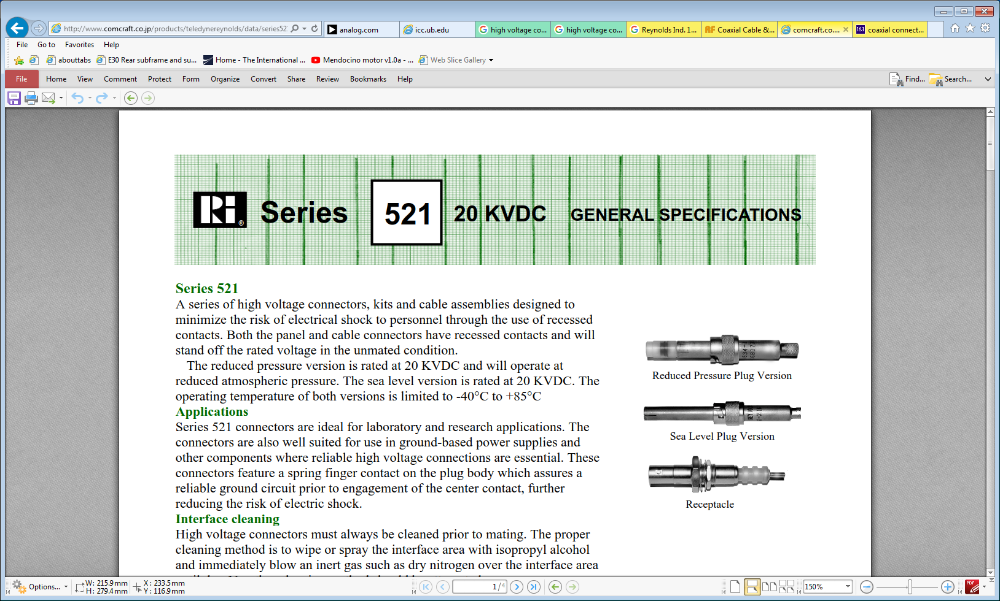 http://www.comcraft.co.jp/products/teledynereynolds/data/series52
analog.com
icc.ub.edu
high voltage co...
high voltage co...
Reynolds Ind. 1...
RF Coaxial Cable &...
comcraft.co....
1&1 coaxial connect...
File Go to Favorites Help
abouttabs
E30 Rear subframe and su...
Home - The International ...
Mendocino motor v1.0a - ...
Web Slice Gallery
File Home View Comment Protect Form Organize Convert Share Review Bookmarks Help
Find... Search...
Ri ® Series 521 20 KVDC GENERAL SPECIFICATIONS
Series 521
A series of high voltage connectors, kits and cable assemblies designed to
minimize the risk of electrical shock to personnel through the use of recessed
contacts. Both the panel and cable connectors have recessed contacts and will
stand off the rated voltage in the unmated condition.
The reduced pressure version is rated at 20 KVDC and will operate at
reduced atmospheric pressure. The sea level version is rated at 20 KVDC. The
operating temperature of both versions is limited to -40°C to +85°C
Applications
Series 521 connectors are ideal for laboratory and research applications. The
connectors are also well suited for use in ground-based power supplies and
other components where reliable high voltage connections are essential. These
connectors feature a spring finger contact on the plug body which assures a
reliable ground circuit prior to engagement of the center contact, further
reducing the risk of electric shock.
Interface cleaning
High voltage connectors must always be cleaned prior to mating. The proper
cleaning method is to wipe or spray the interface area with isopropyl alcohol
and immediately blow an inert gas such as dry nitrogen over the interface area
Reduced Pressure Plug Version
Sea Level Plug Version
Receptacle
Options...
W: 215.9 mm
H: 279.4 mm
X : 233.5 mm
Y : 116.9 mm
1 / 4
150%
PDF